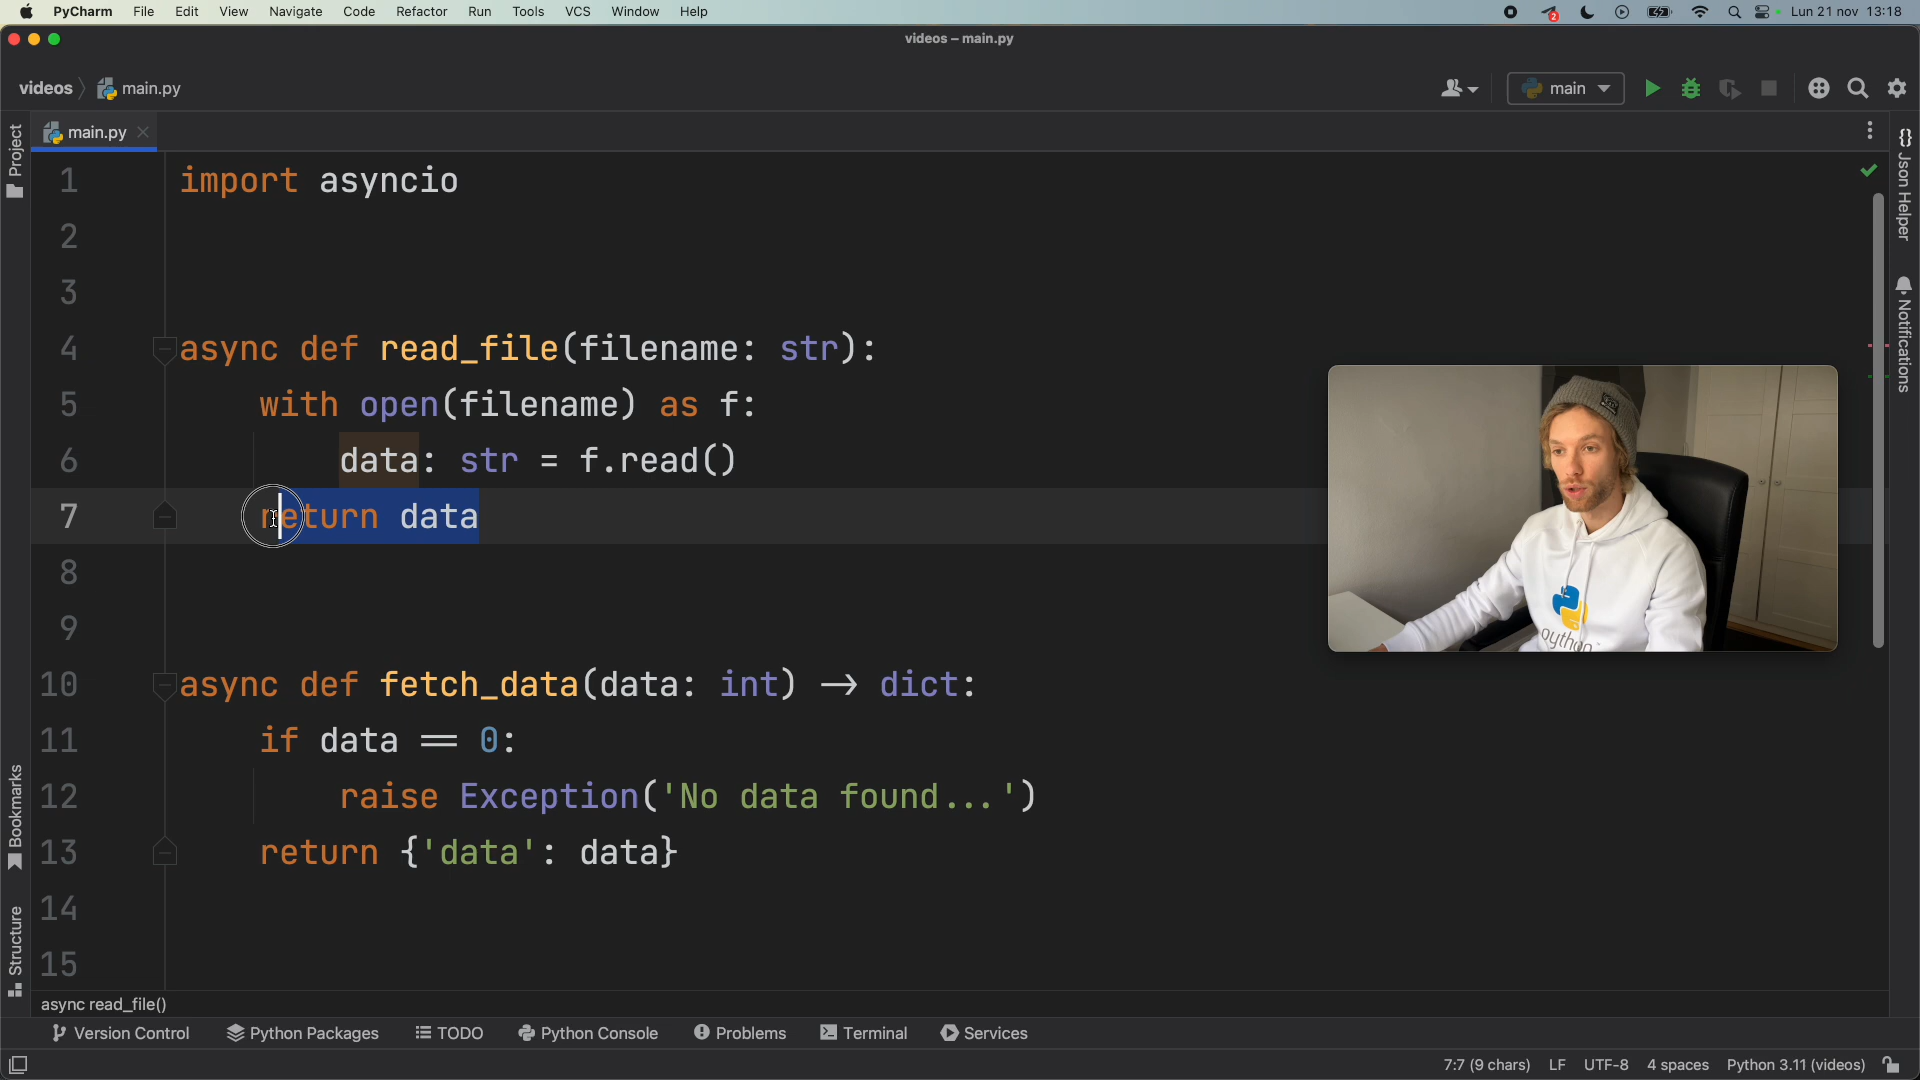 PyCharm File Edit View Navigate Code Refactor Run Tools VCS Window Help 2 Lun 21 nov 13:18
videos – main.py
videos main.py main
main.py
Project
Json Helper
Notifications
Bookmarks
Structure
1 import asyncio
2
3
4 async def read_file(filename: str):
5 with open(filename) as f:
6 data: str = f.read()
7 return data
8
9
10 async def fetch_data(data: int) → dict:
11 if data == 0:
12 raise Exception('No data found...')
13 return {'data': data}
14
15
python
async read_file()
Version Control Python Packages TODO Python Console Problems Terminal Services
7:7 (9 chars) LF UTF-8 4 spaces Python 3.11 (videos)